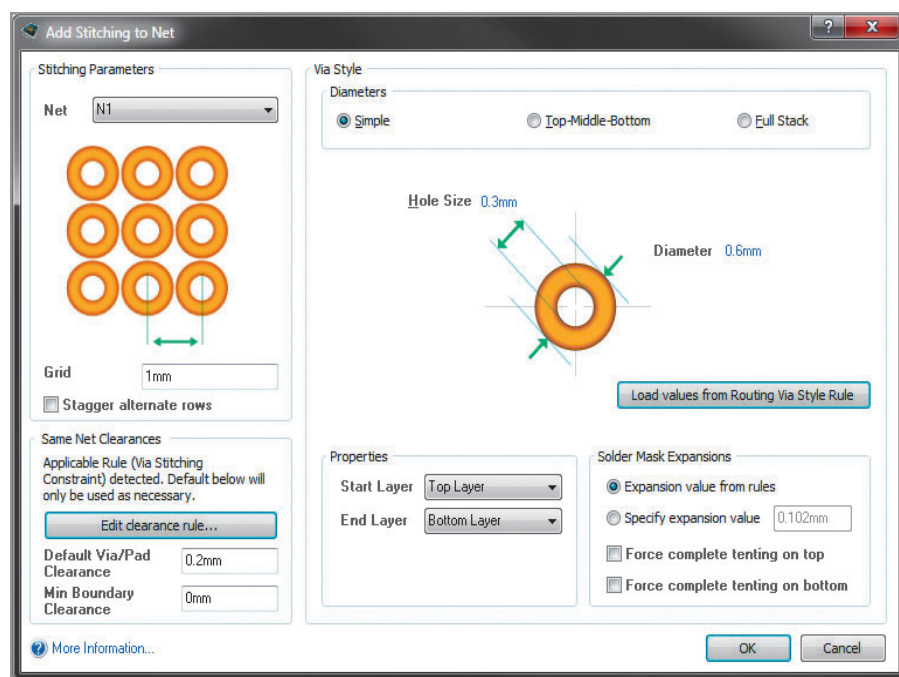 Add Stitching to Net
?
X
Stitching Parameters
Net
N1
Grid
1mm
Stagger alternate rows
Same Net Clearances
Applicable Rule (Via Stitching
Constraint) detected. Default below will
only be used as necessary.
Edit clearance rule...
Default Via/Pad
Clearance
0.2mm
Min Boundary
Clearance
0mm
Via Style
Diameters
Simple
Top-Middle-Bottom
Full Stack
Hole Size 0.3mm
Diameter 0.6mm
Load values from Routing Via Style Rule
Properties
Start Layer
Top Layer
End Layer
Bottom Layer
Solder Mask Expansions
Expansion value from rules
Specify expansion value
0.102mm
Force complete tenting on top
Force complete tenting on bottom
? More Information...
OK
Cancel